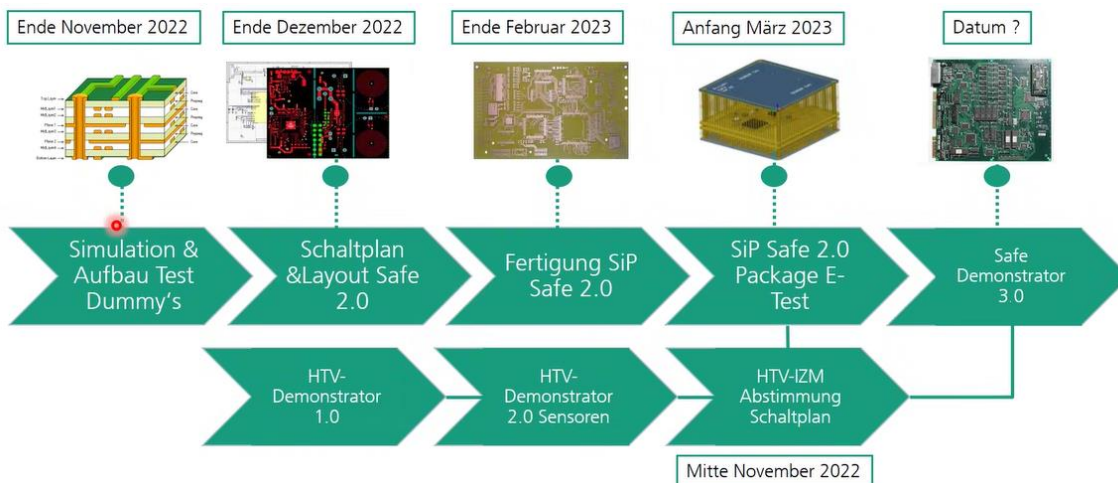 Ende November 2022
Ende Dezember 2022
Ende Februar 2023
Anfang März 2023
Datum ?
Simulation &
Aufbau Test
Dummy’s
Schaltplan
&Layout Safe
2.0
Fertigung SiP
Safe 2.0
SiP Safe 2.0
Package E-
Test
Safe
Demonstrator
3.0
HTV-
Demonstrator
1.0
HTV-
Demonstrator
2.0 Sensoren
HTV-IZM
Abstimmung
Schaltplan
Mitte November 2022